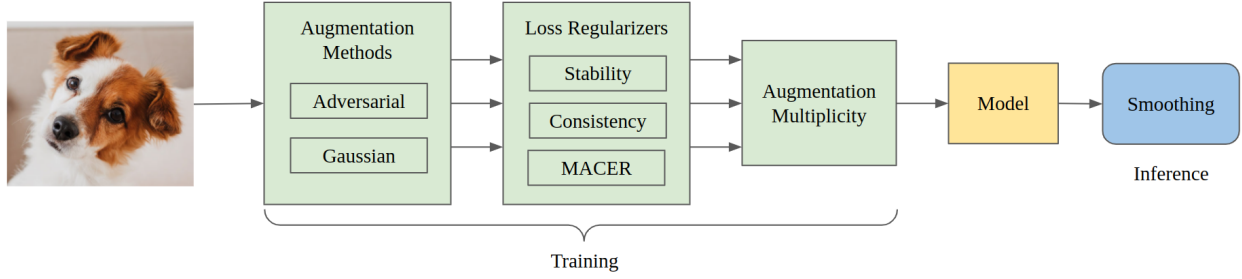 Augmentation
Methods
Adversarial
Gaussian
Loss Regularizers
Stability
Consistency
MACER
Augmentation
Multiplicity
Model
Smoothing
Inference
Training